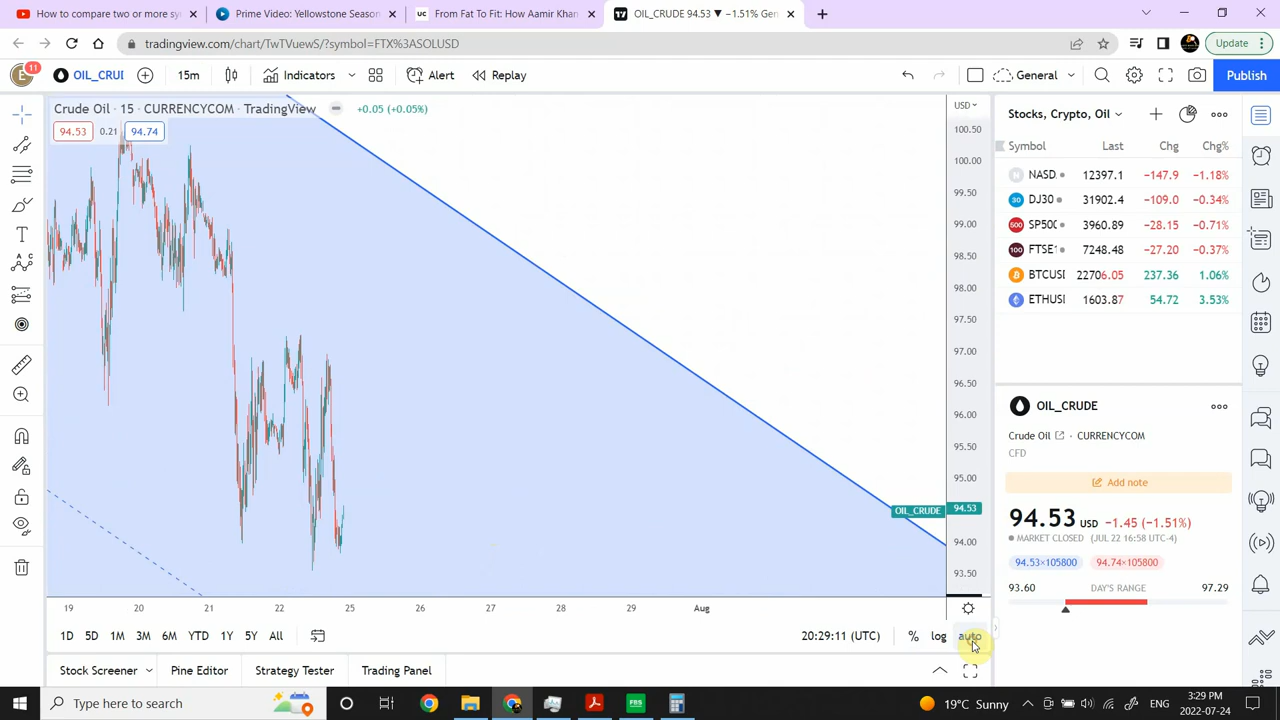 How to compare two or more sy
Prime Video: Yellowstone Season
uc From Fat To Fit: How Aamir Khan
OIL_CRUDE 94.53 ▼ −1.51% Gen
tradingview.com/chart/TwTVuewS/?symbol=FTX%3ASOLUSD
Update
E 11 OIL_CRUI 15m Indicators Alert Replay General Publish
Crude Oil · 15 · CURRENCYCOM · TradingView +0.05 (+0.05%)
94.53 0.21 94.74
USD
100.50
100.00
99.50
99.00
98.50
98.00
97.50
97.00
96.50
96.00
95.50
95.00
OIL_CRUDE 94.53
94.00
93.50
19 20 21 22 25 26 27 28 29 Aug
1D 5D 1M 3M 6M YTD 1Y 5Y All 20:29:11 (UTC) % log auto
Stock Screener Pine Editor Strategy Tester Trading Panel
Stocks, Crypto, Oil
Symbol Last Chg Chg%
N NASD 12397.1 −147.9 −1.18%
30 DJ30 31902.4 −109.0 −0.34%
500 SP50( 3960.89 −28.15 −0.71%
100 FTSE1 7248.48 −27.20 −0.37%
BTCUSI 22706.05 237.36 1.06%
ETHUSI 1603.87 54.72 3.53%
OIL_CRUDE
Crude Oil · CURRENCYCOM
CFD
Add note
94.53 USD −1.45 (−1.51%)
MARKET CLOSED (JUL 22 16:58 UTC-4)
94.53×105800 94.74×105800
93.60 DAY'S RANGE 97.29
Type here to search
FBS
19°C Sunny
ENG
3:29 PM
2022-07-24